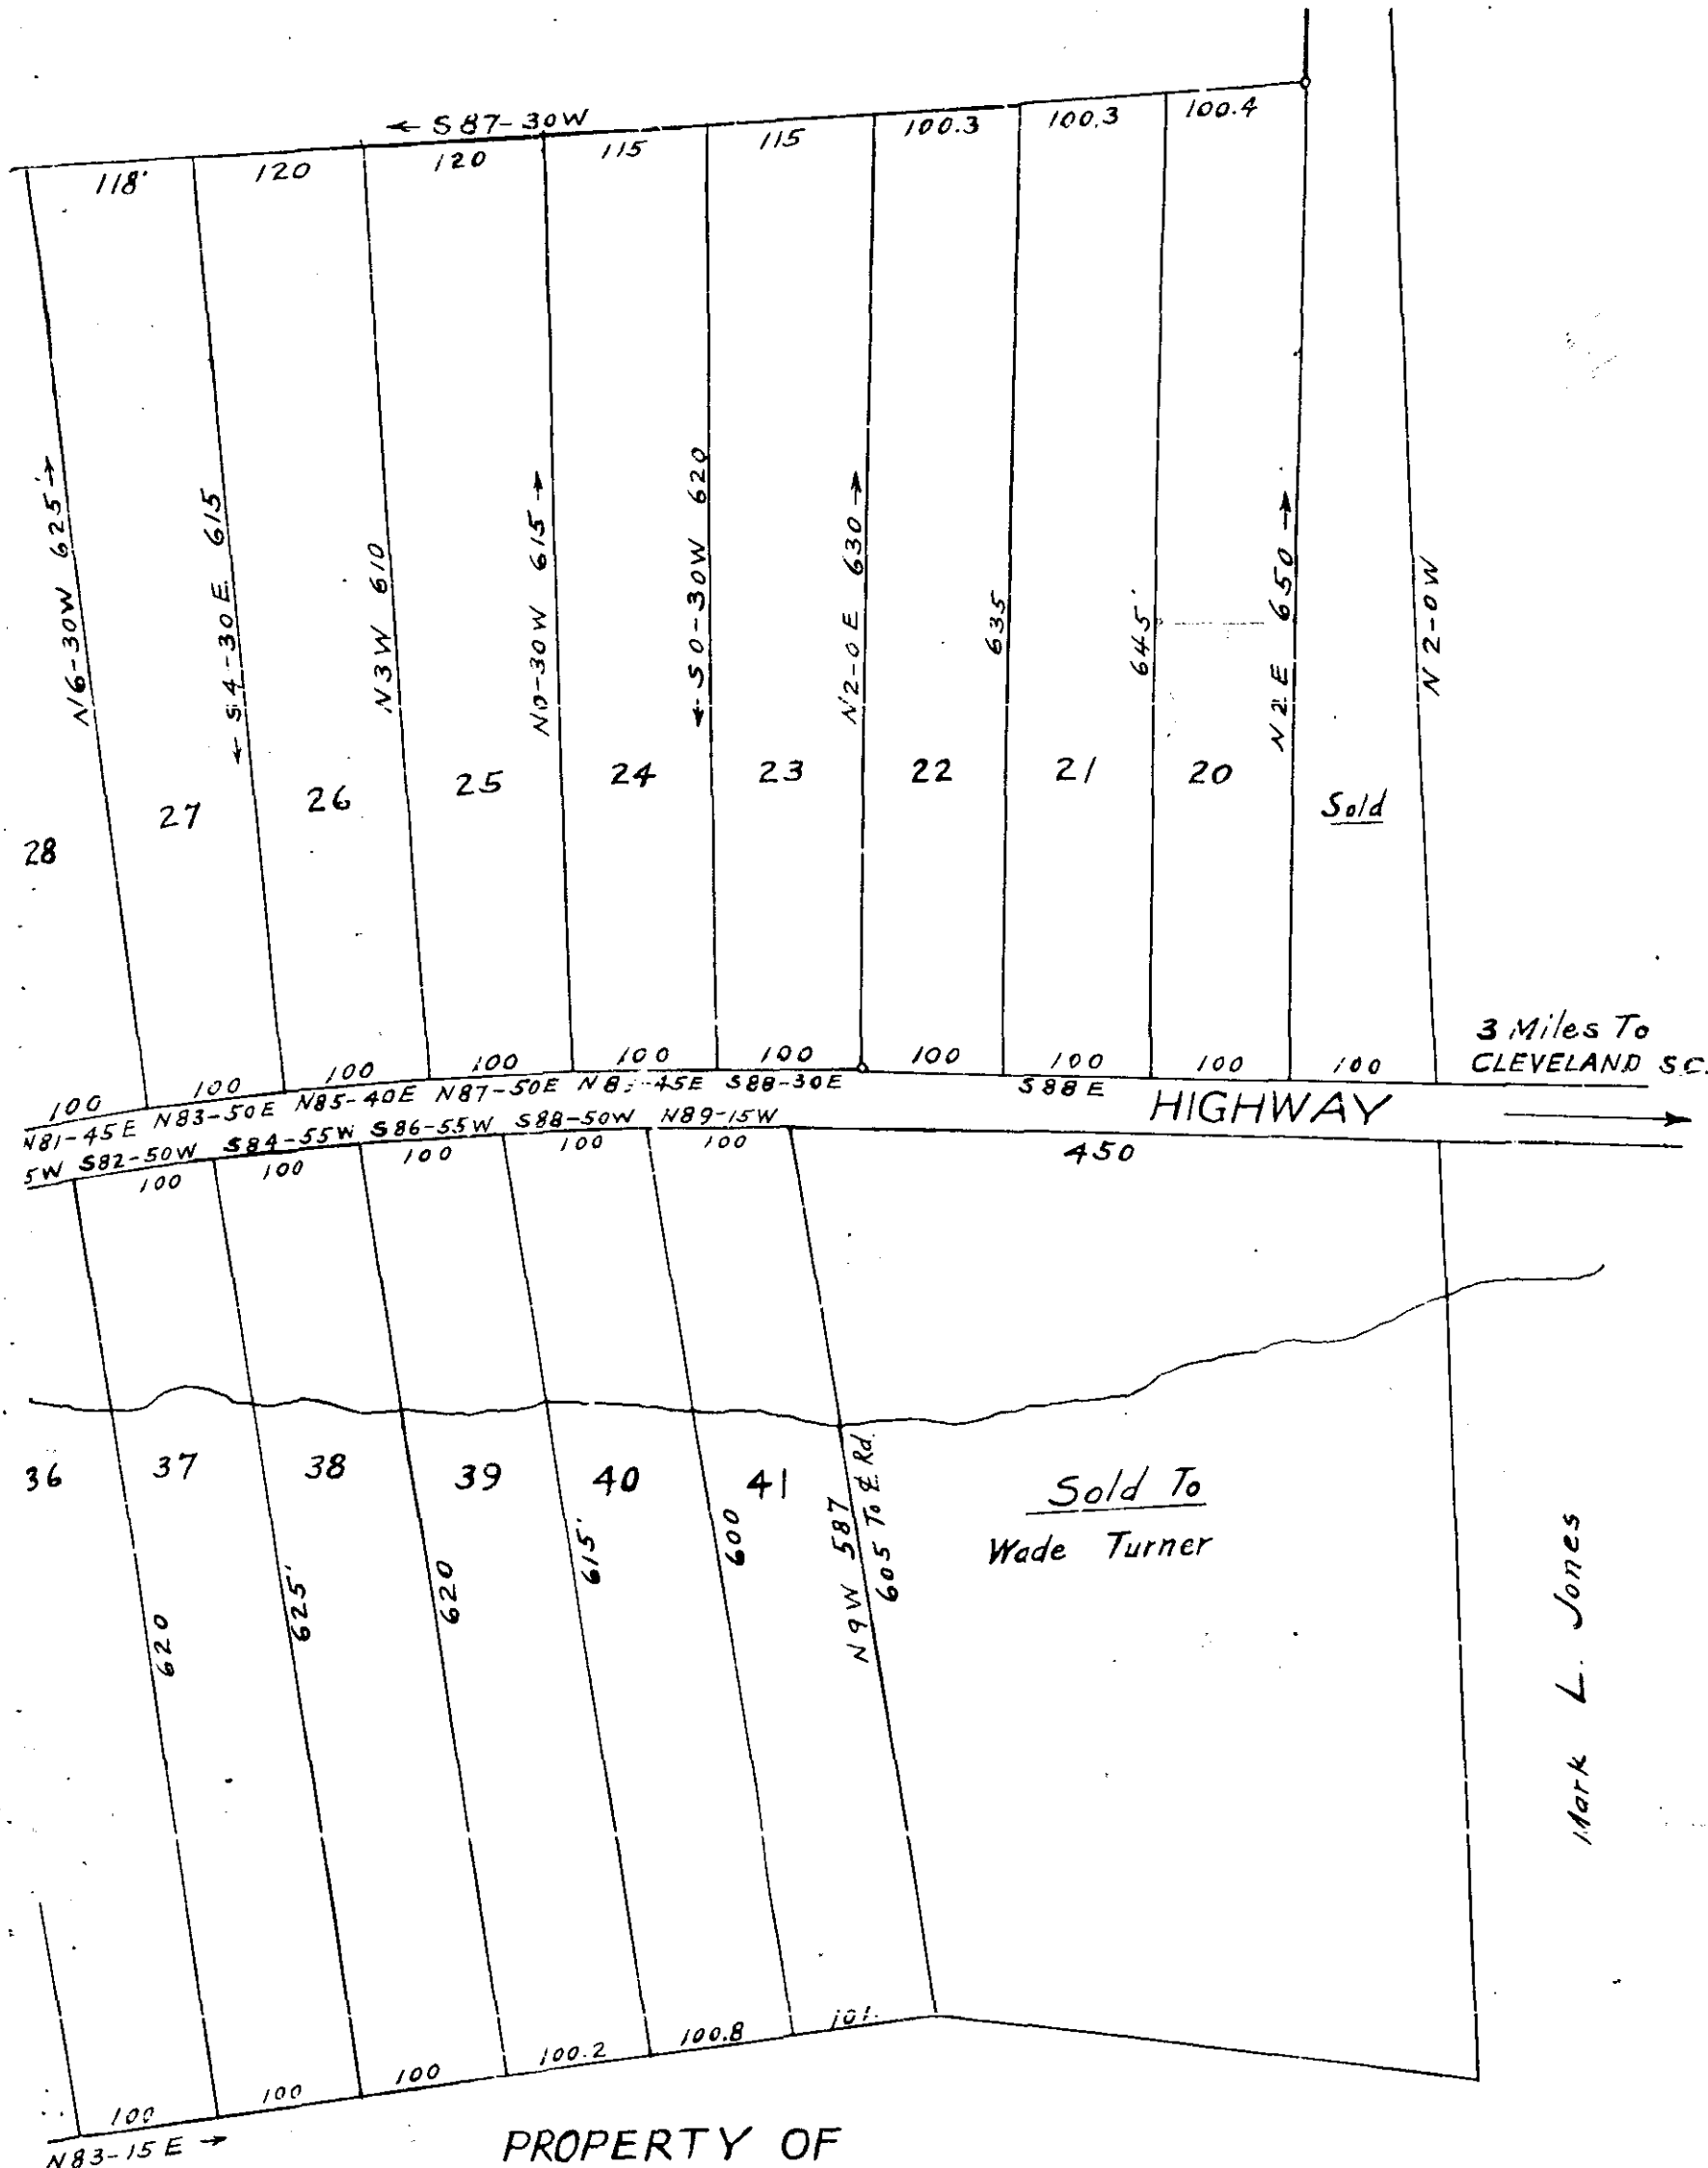 ← S87-30W
118'
120
120
115
115
100.3
100.3
100.4
N6-30W 625' →
← S4-30E 615
N3W 610
N0-30W 615 →
← S0-30W 620
N2-0E 630 →
635
645'
N2E 650 →
N2-0W
28
27
26
25
24
23
22
21
20
Sold
3 Miles To
CLEVELAND S.C.
100
100
100
100
100
100
100
100
100
100
N81-45E N83-50E N85-40E N87-50E -45E S88-30E
S88E
HIGHWAY
5W S82-50W S84-55W S86-55W S88-50W N89-15W
100
100
100
100
100
450
36
37
38
39
40
41
620
625'
620
615'
600
N9W 587
605 To ⅊ Rd.
Sold To
Wade Turner
Mark L. Jones
100
100
100
100.2
100.8
101.
N83-15E →
PROPERTY OF